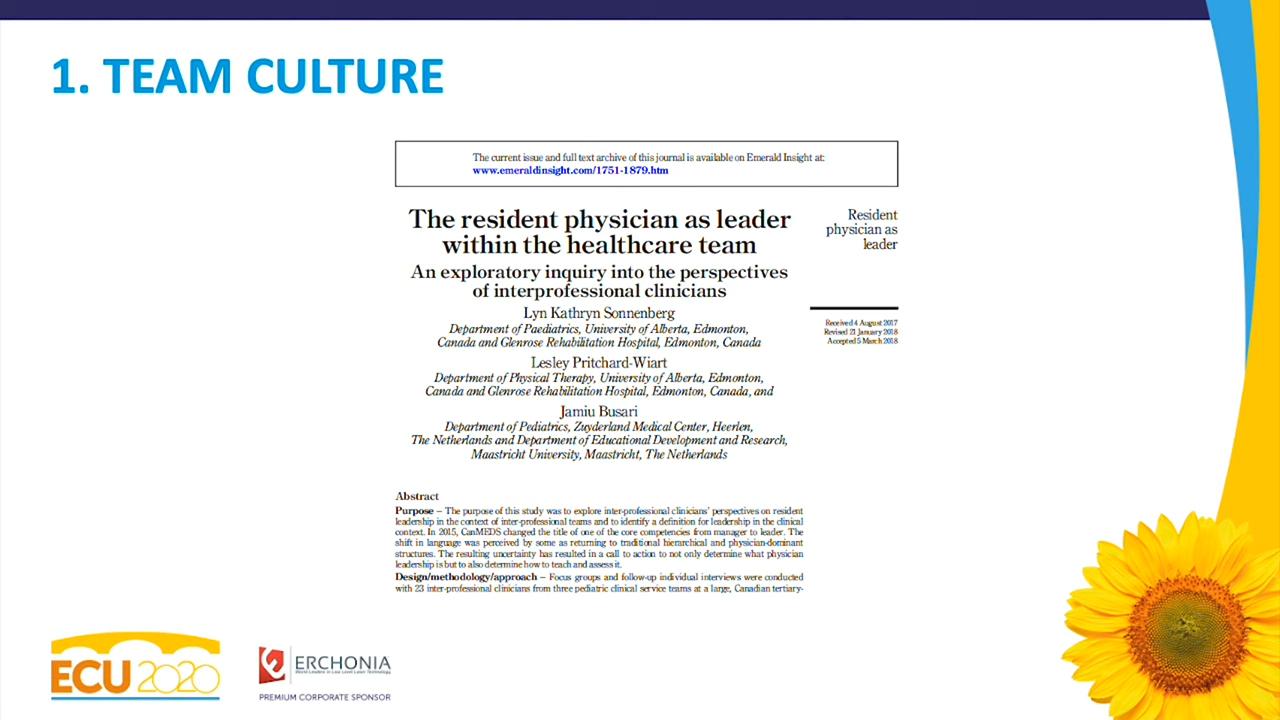 1. TEAM CULTURE
The current issue and full text archive of this journal is available on Emerald Insight at:
www.emeraldinsight.com/1751-1879.htm
The resident physician as leader
within the healthcare team
An exploratory inquiry into the perspectives
of interprofessional clinicians
Lyn Kathryn Sonnenberg
Department of Paediatrics, University of Alberta, Edmonton,
Canada and Glenrose Rehabilitation Hospital, Edmonton, Canada
Lesley Pritchard-Wiart
Department of Physical Therapy, University of Alberta, Edmonton,
Canada and Glenrose Rehabilitation Hospital, Edmonton, Canada, and
Jamiu Busari
Department of Pediatrics, Zuyderland Medical Center, Heerlen,
The Netherlands and Department of Educational Development and Research,
Maastricht University, Maastricht, The Netherlands
Resident
physician as
leader
Received 4 August 2017
Revised 21 January 2018
Accepted 5 March 2018
Abstract
Purpose – The purpose of this study was to explore inter-professional clinicians' perspectives on resident
leadership in the context of inter-professional teams and to identify a definition for leadership in the clinical
context. In 2015, CanMEDS changed the title of one of the core competencies from manager to leader. The
shift in language was perceived by some as returning to traditional hierarchical and physician-dominant
structures. The resulting uncertainty has resulted in a call to action to not only determine what physician
leadership is but to also determine how to teach and assess it.
Design/methodology/approach – Focus groups and follow-up individual interviews were conducted
with 23 inter-professional clinicians from three pediatric clinical service teams at a large, Canadian tertiary-
ECU2020
ERCHONIA
World Leaders in Low Level Laser Technology
PREMIUM CORPORATE SPONSOR